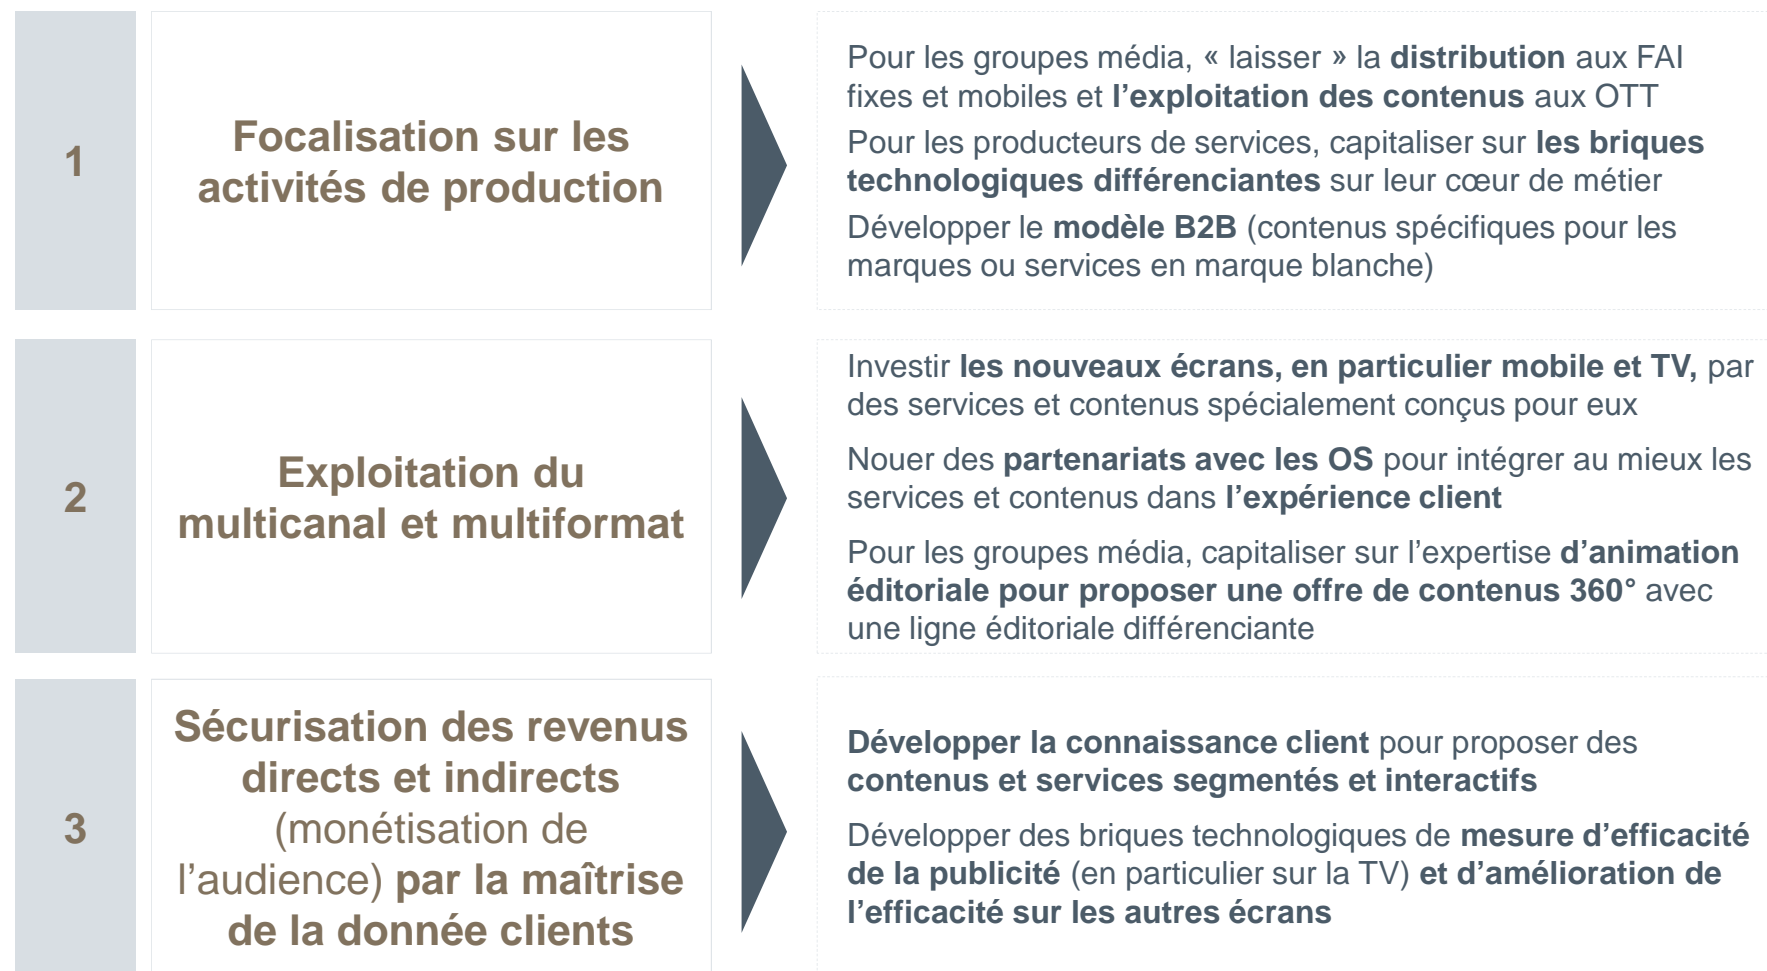 1
Focalisation sur les
activités de production
Pour les groupes média, « laisser » la distribution aux FAI
fixes et mobiles et l’exploitation des contenus aux OTT
Pour les producteurs de services, capitaliser sur les briques
technologiques différenciantes sur leur cœur de métier
Développer le modèle B2B (contenus spécifiques pour les
marques ou services en marque blanche)
2
Exploitation du
multicanal et multiformat
Investir les nouveaux écrans, en particulier mobile et TV, par
des services et contenus spécialement conçus pour eux
Nouer des partenariats avec les OS pour intégrer au mieux les
services et contenus dans l’expérience client
Pour les groupes média, capitaliser sur l’expertise d’animation
éditoriale pour proposer une offre de contenus 360° avec
une ligne éditoriale différenciante
3
Sécurisation des revenus
directs et indirects
(monétisation de
l’audience) par la maîtrise
de la donnée clients
Développer la connaissance client pour proposer des
contenus et services segmentés et interactifs
Développer des briques technologiques de mesure d’efficacité
de la publicité (en particulier sur la TV) et d’amélioration de
l’efficacité sur les autres écrans